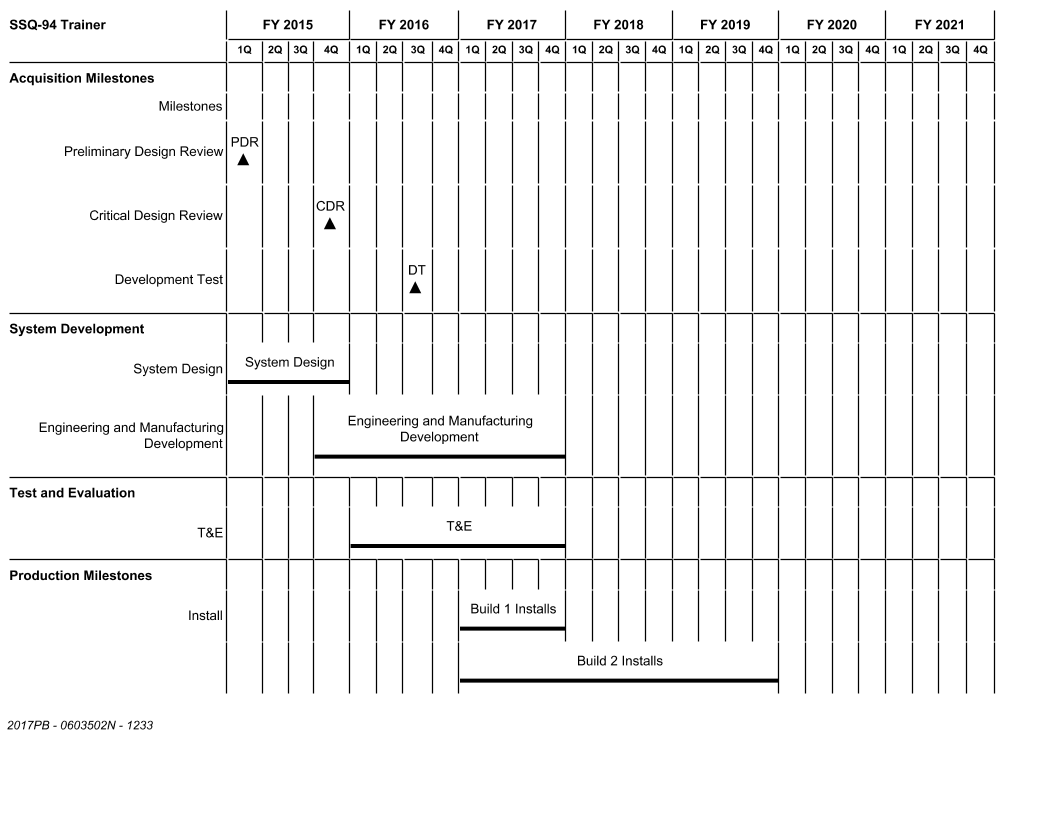 SSQ-94 Trainer FY 2015 FY 2016 FY 2017 FY 2018 FY 2019 FY 2020 FY 2021
1Q 2Q 3Q 4Q 1Q 2Q 3Q 4Q 1Q 2Q 3Q 4Q 1Q 2Q 3Q 4Q 1Q 2Q 3Q 4Q 1Q 2Q 3Q 4Q 1Q 2Q 3Q 4Q
Acquisition Milestones
Milestones
PDR
Preliminary Design Review
CDR
Critical Design Review
DT
Development Test
System Development
System Design
System Design
Engineering and Manufacturing
Development
Engineering and Manufacturing
Development
Test and Evaluation
T&E
T&E
Production Milestones
Install
Build 1 Installs
Build 2 Installs
2017PB - 0603502N - 1233